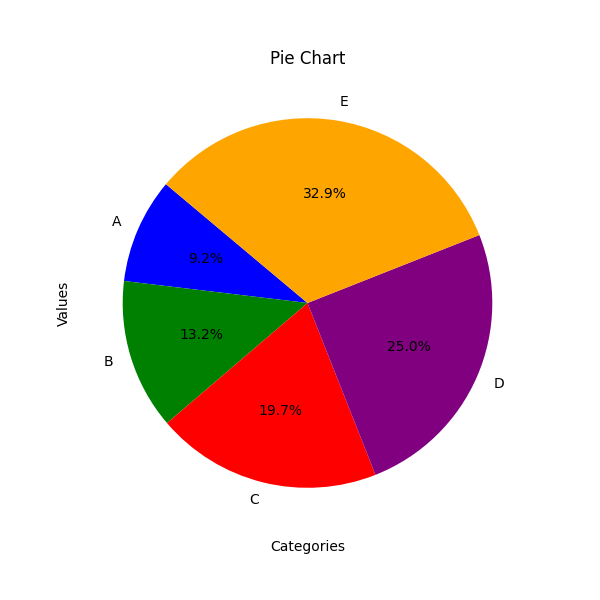 Pie Chart
E
32.9%
A
9.2%
Values
13.2%
25.0%
B
D
19.7%
C
Categories